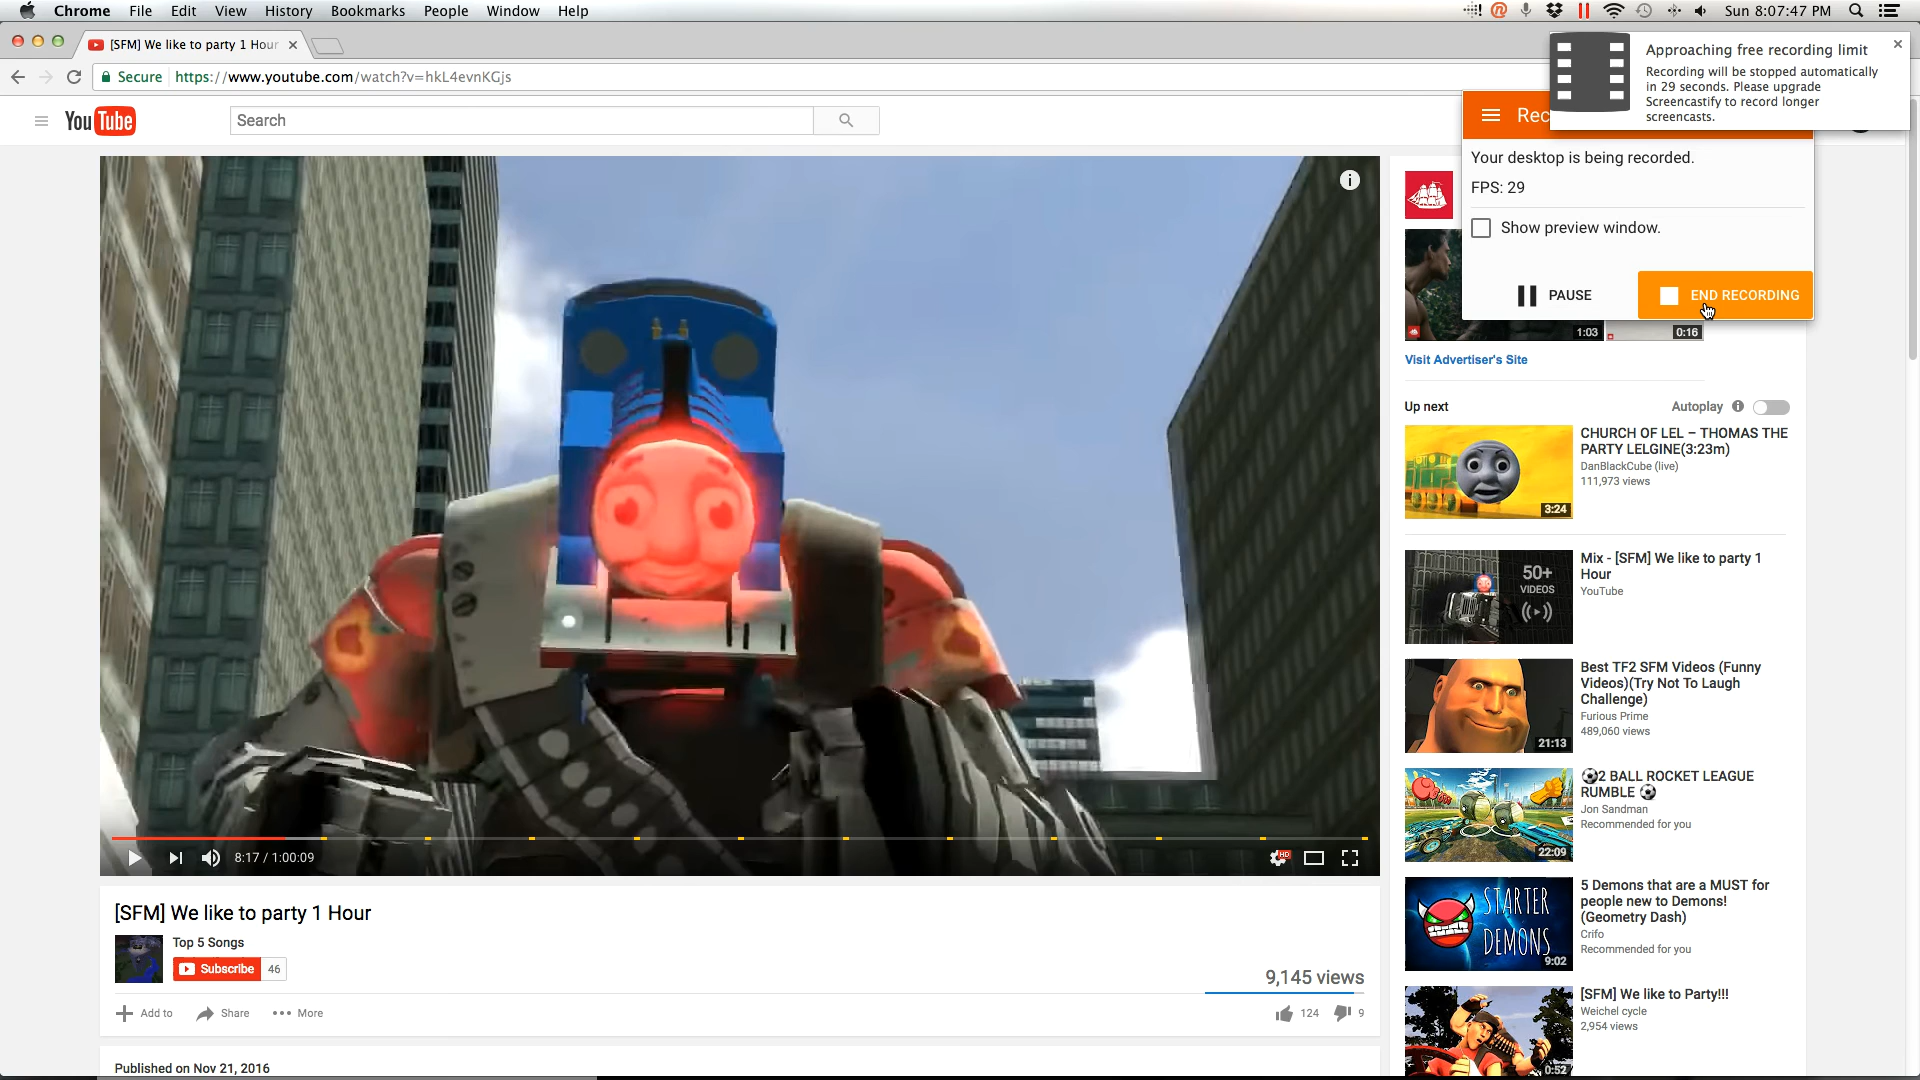 Chrome File Edit View History Bookmarks People Window Help
Sun 8:07:47 PM
[SFM] We like to party 1 Hour
Secure https://www.youtube.com/watch?v=hkL4evnKGjs
Approaching free recording limit
Recording will be stopped automatically
in 29 seconds. Please upgrade
Screencastify to record longer
screencasts.
YouTube
Search
Rec
Your desktop is being recorded.
FPS: 29
Show preview window.
PAUSE
END RECORDING
1:03
0:16
Visit Advertiser's Site
Up next
Autoplay
CHURCH OF LEL – THOMAS THE
PARTY LELGINE(3:23m)
DanBlackCube (live)
111,973 views
3:24
Mix - [SFM] We like to party 1
Hour
YouTube
50+
VIDEOS
Best TF2 SFM Videos (Funny
Videos)(Try Not To Laugh
Challenge)
Furious Prime
489,060 views
21:13
⚽2 BALL ROCKET LEAGUE
RUMBLE ⚽
Jon Sandman
Recommended for you
22:09
5 Demons that are a MUST for
people new to Demons!
(Geometry Dash)
Crifo
Recommended for you
STARTER
DEMONS
9:02
[SFM] We like to Party!!!
Weichel cycle
2,954 views
0:52
8:17 / 1:00:09
HD
[SFM] We like to party 1 Hour
Top 5 Songs
Subscribe 46
9,145 views
Add to Share More
124 9
Published on Nov 21, 2016